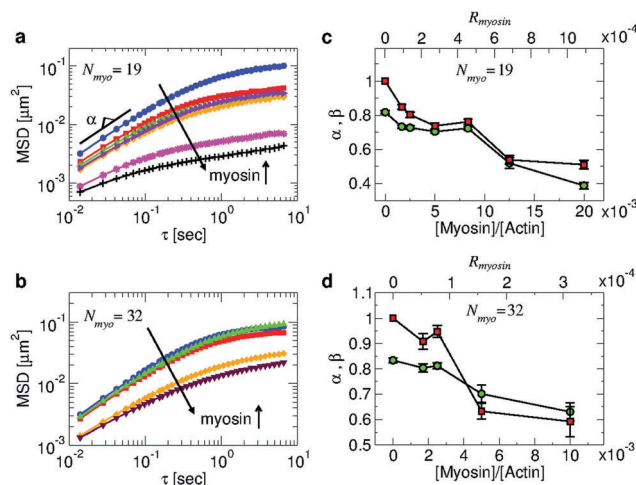 a
N_myo = 19
α
myosin ↑
MSD [μm²]
10⁻¹
10⁻²
10⁻³
10⁻² 10⁻¹ 10⁰ 10¹
τ [sec]
c
R_myosin
0 2 4 6 8 10 x10⁻⁴
N_myo = 19
α, β
1
0.8
0.6
0.4
0 5 10 15 20 x10⁻³
[Myosin]/[Actin]
b
N_myo = 32
myosin ↑
MSD [μm²]
10⁻¹
10⁻²
10⁻³
10⁻² 10⁻¹ 10⁰ 10¹
τ [sec]
d
R_myosin
0 1 2 3 x10⁻⁴
N_myo = 32
α, β
1
0.9
0.8
0.7
0.6
0.5
0 2 4 6 8 10 x10⁻³
[Myosin]/[Actin]